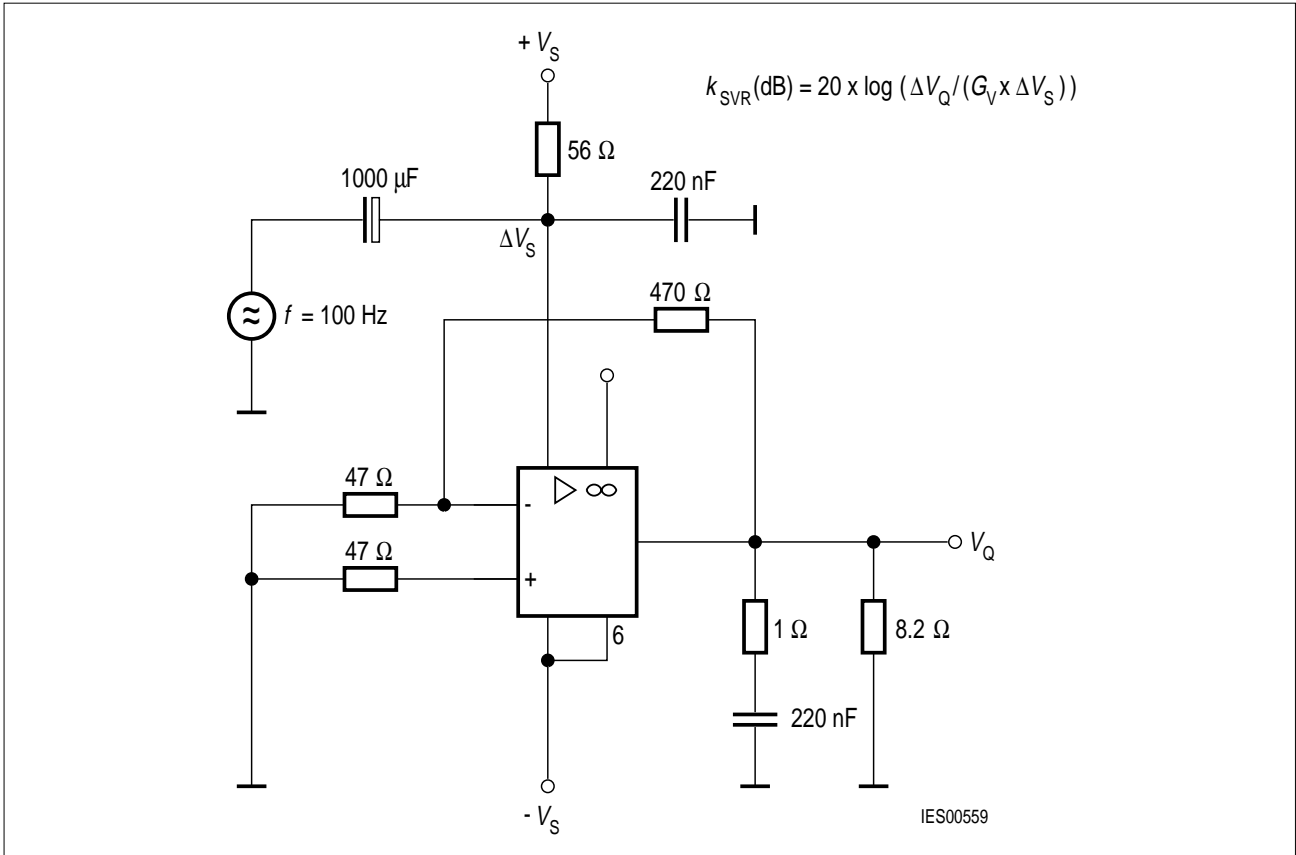 + V_S
k_SVR (dB) = 20 x log ( ΔV_Q / (G_V x ΔV_S ) )
56 Ω
1000 µF
220 nF
ΔV_S
470 Ω
≈
f = 100 Hz
47 Ω
▷ ∞
-
47 Ω
V_Q
+
6
1 Ω
8.2 Ω
220 nF
- V_S
IES00559